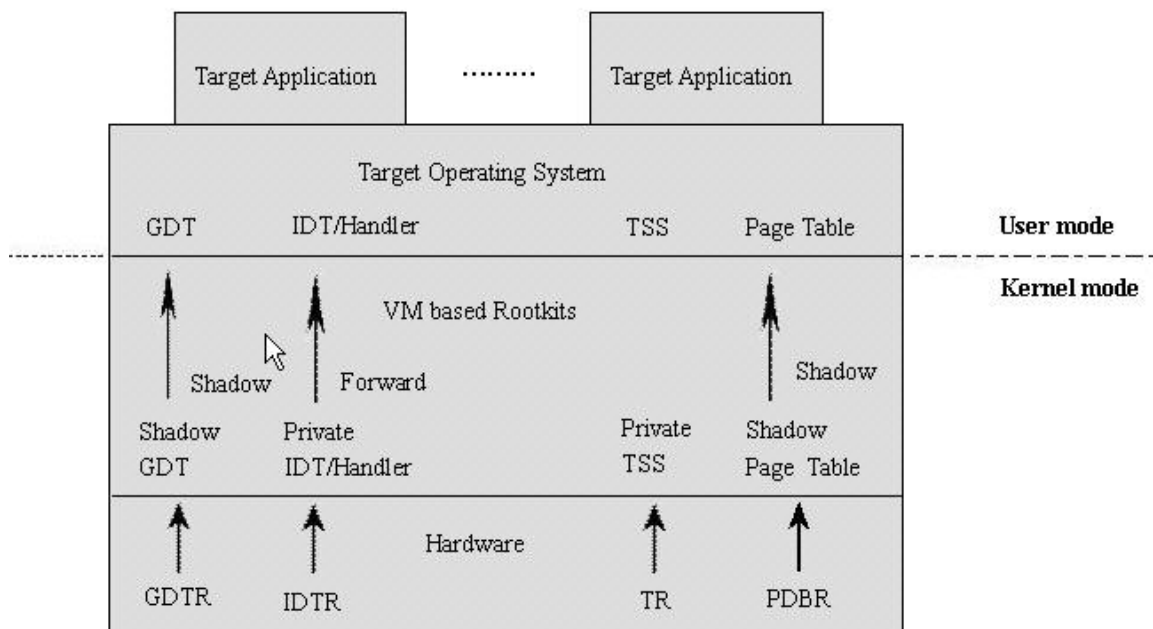 Target Application ......... Target Application
Target Operating System
GDT IDT/Handler TSS Page Table User mode
Kernel mode
VM based Rootkits
Shadow Forward Shadow
Shadow Private Private Shadow
GDT IDT/Handler TSS Page Table
Hardware
GDTR IDTR TR PDBR